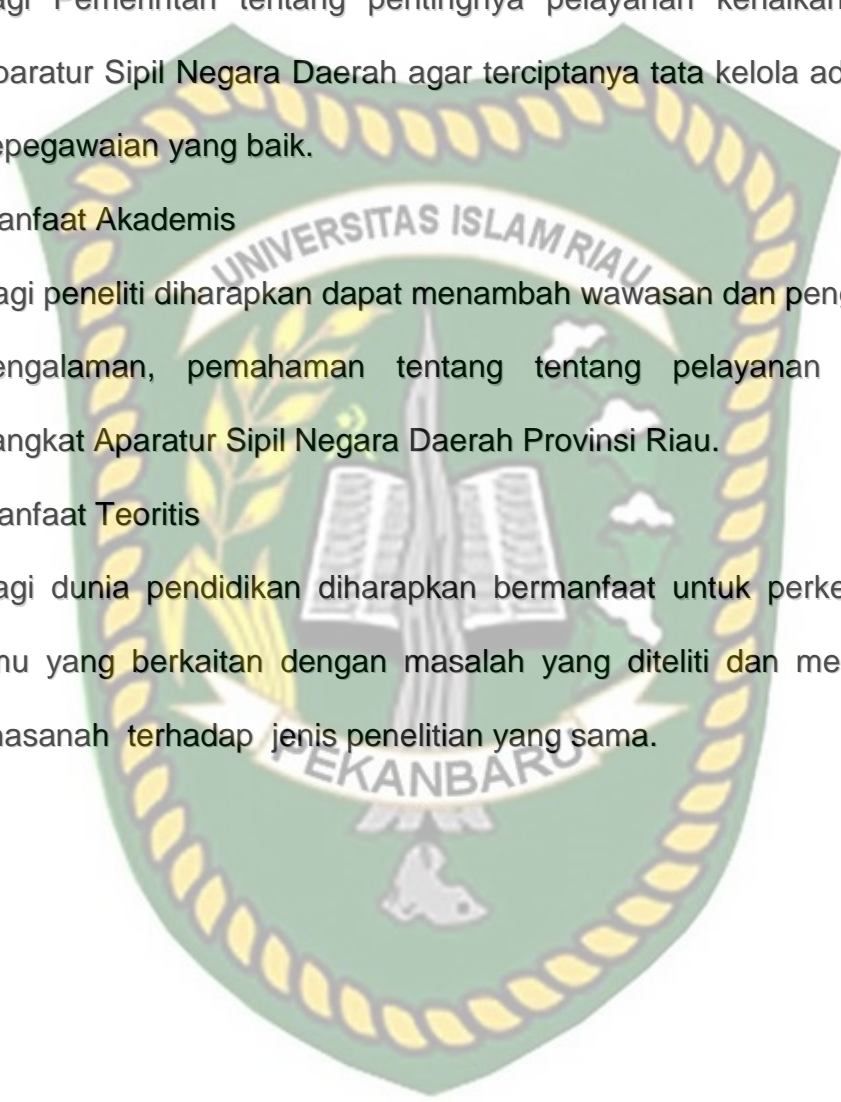 agi Pemerintah tentang pentingnya pelayanan kenaikan
paratur Sipil Negara Daerah agar terciptanya tata kelola ad
epegawaian yang baik.
anfaat Akademis
UNIVERSITAS ISLAM RIAU
agi peneliti diharapkan dapat menambah wawasan dan peng
engalaman, pemahaman tentang tentang pelayanan
angkat Aparatur Sipil Negara Daerah Provinsi Riau.
anfaat Teoritis
agi dunia pendidikan diharapkan bermanfaat untuk perke
mu yang berkaitan dengan masalah yang diteliti dan me
hasanah terhadap jenis penelitian yang sama.
PEKANBARU